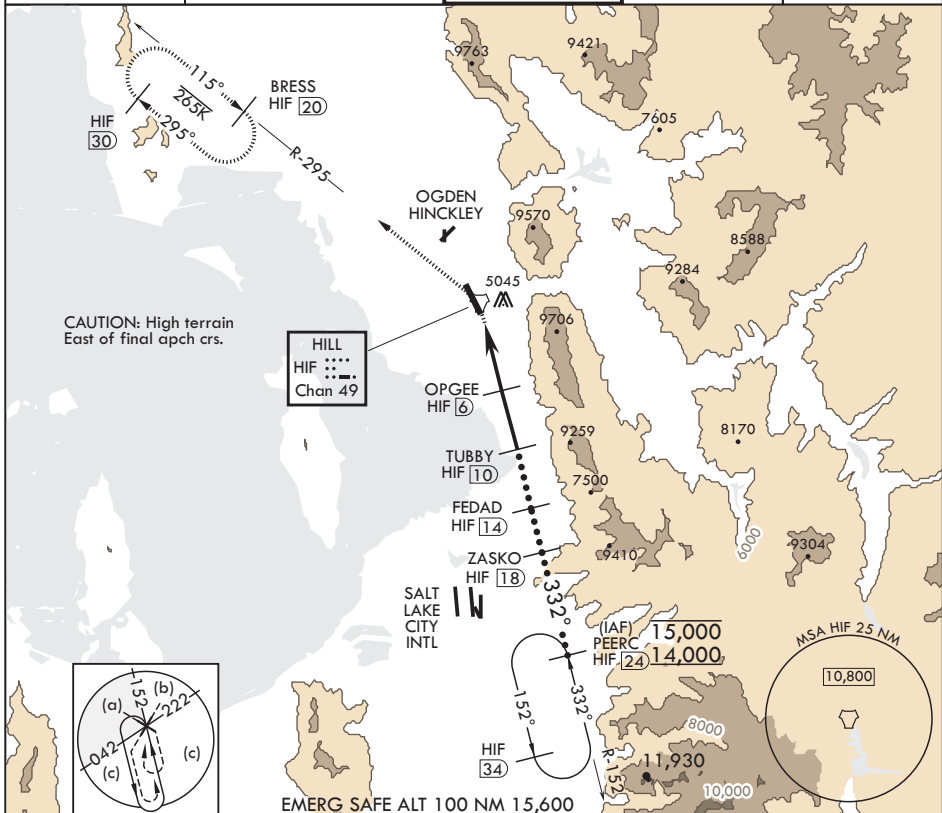 9763
9421
7605
115°
265K
295°
BRESS
HIF 20
HIF
30
R-295
OGDEN
HINCKLEY
9570
8588
9284
5045
CAUTION: High terrain
East of final apch crs.
HILL
HIF
Chan 49
9706
OPGEE
HIF 6
8170
9259
TUBBY
HIF 10
7500
FEDAD
HIF 14
9410
6000
9304
ZASKO
HIF 18
332°
SALT
LAKE
CITY
INTL
(IAF)
PEERC
HIF 24
15,000
14,000
MSA HIF 25 NM
10,800
152°
332°
HIF
34
R-152
8000
11,930
10,000
152
(a)
(b)
222
042
(c)
(c)
EMERG SAFE ALT 100 NM 15,600